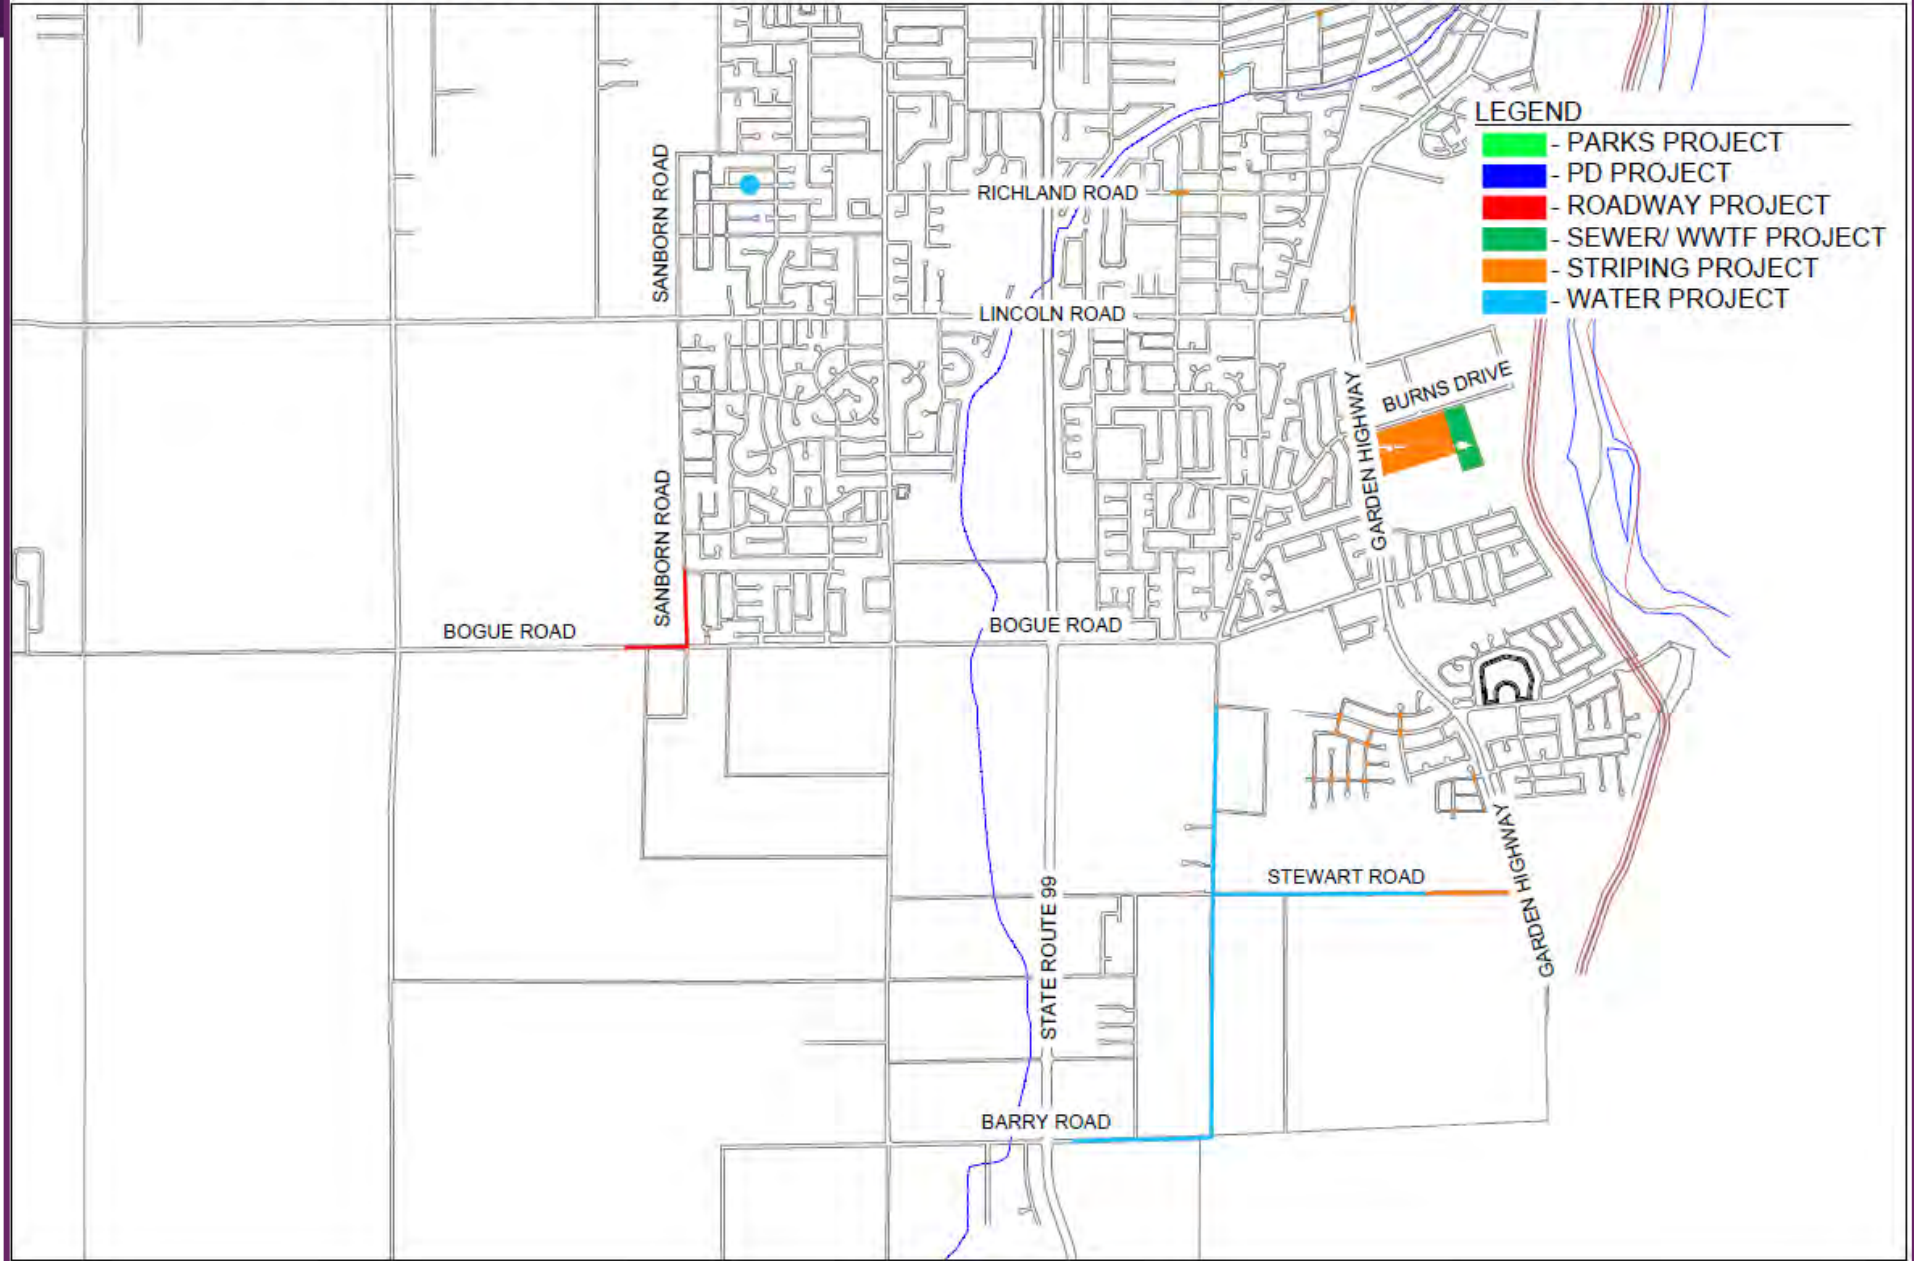 LEGEND
- PARKS PROJECT
- PD PROJECT
- ROADWAY PROJECT
- SEWER/ WWTF PROJECT
- STRIPING PROJECT
- WATER PROJECT
SANBORN ROAD
RICHLAND ROAD
LINCOLN ROAD
BURNS DRIVE
GARDEN HIGHWAY
SANBORN ROAD
BOGUE ROAD
BOGUE ROAD
STEWART ROAD
GARDEN HIGHWAY
STATE ROUTE 99
BARRY ROAD